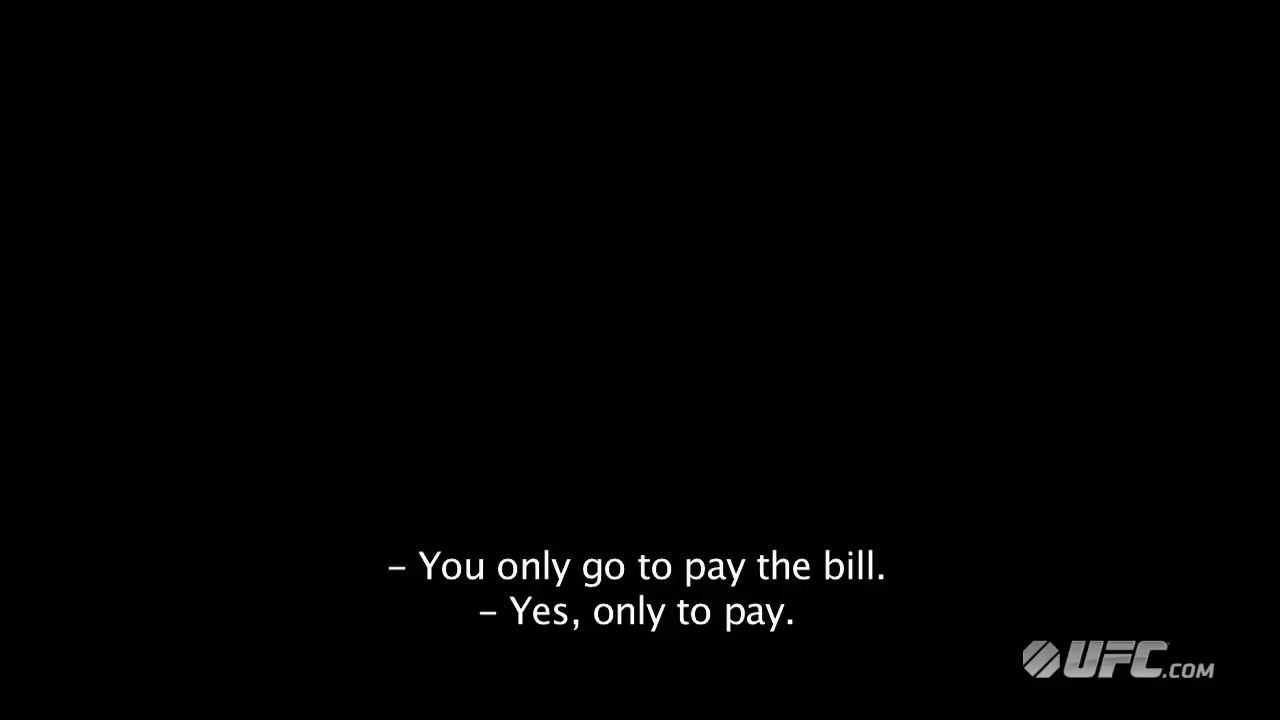 – You only go to pay the bill.
– Yes, only to pay.
UFC.COM